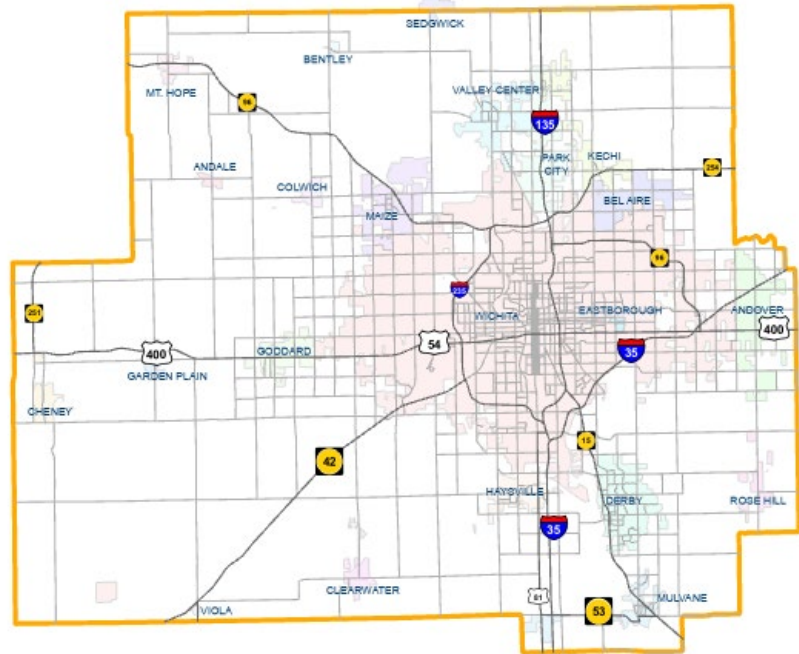 SEDGWICK
BENTLEY
MT. HOPE
96
VALLEY CENTER
135
ANDALE
COLWICH
PARK
CITY
KECHI
254
MAIZE
BEL AIRE
96
251
235
WICHITA
EASTBOROUGH
ANDOVER
400
54
400
GODDARD
35
GARDEN PLAIN
CHENEY
42
15
HAYSVILLE
DERBY
ROSE HILL
35
CLEARWATER
81
53
MULVANE
VIOLA